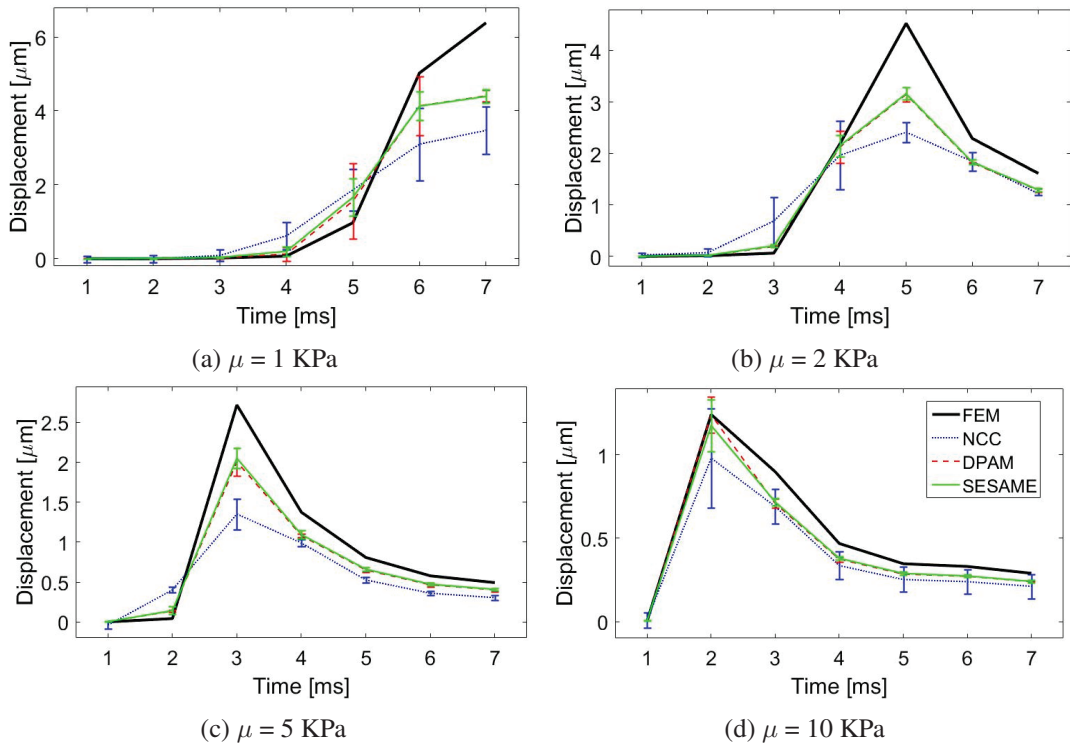 Displacement [μm]
6
4
2
0
1 2 3 4 5 6 7
Time [ms]
(a) μ = 1 KPa
Displacement [μm]
4
3
2
1
0
1 2 3 4 5 6 7
Time [ms]
(b) μ = 2 KPa
Displacement [μm]
2.5
2
1.5
1
0.5
0
1 2 3 4 5 6 7
Time [ms]
(c) μ = 5 KPa
Displacement [μm]
1
0.5
0
FEM
NCC
DPAM
SESAME
1 2 3 4 5 6 7
Time [ms]
(d) μ = 10 KPa